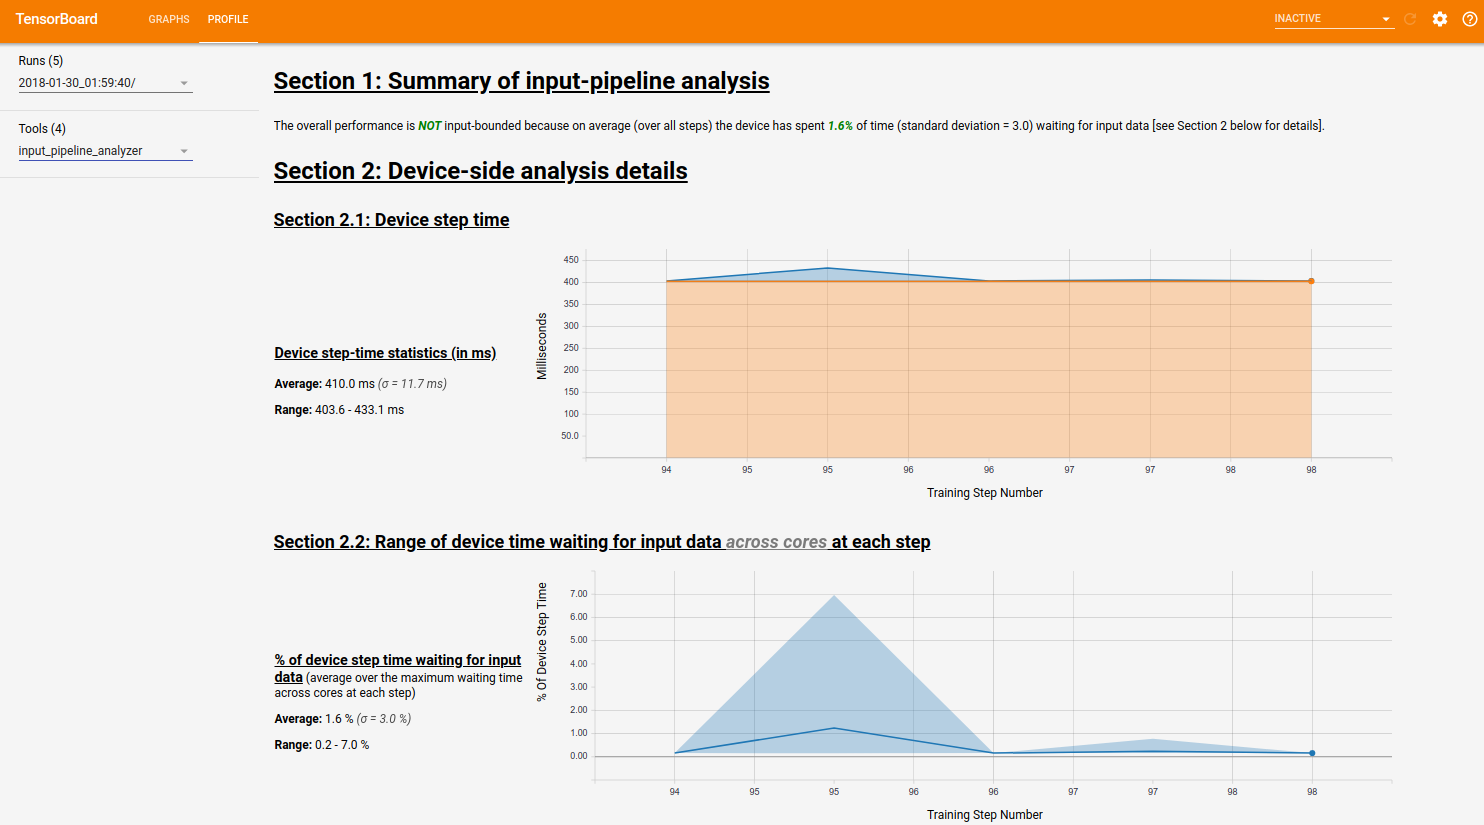 TensorBoard
GRAPHS
PROFILE
INACTIVE
Runs (5)
2018-01-30_01:59:40/
Tools (4)
input_pipeline_analyzer
Section 1: Summary of input-pipeline analysis
The overall performance is NOT input-bounded because on average (over all steps) the device has spent 1.6% of time (standard deviation = 3.0) waiting for input data [see Section 2 below for details].
Section 2: Device-side analysis details
Section 2.1: Device step time
Device step-time statistics (in ms)
Average: 410.0 ms (σ = 11.7 ms)
Range: 403.6 - 433.1 ms
Milliseconds
450
400
350
300
250
200
150
100
50.0
94 95 95 96 96 97 97 98 98
Training Step Number
Section 2.2: Range of device time waiting for input data across cores at each step
% of device step time waiting for input
data (average over the maximum waiting time
across cores at each step)
Average: 1.6 % (σ = 3.0 %)
Range: 0.2 - 7.0 %
% Of Device Step Time
7.00
6.00
5.00
4.00
3.00
2.00
1.00
0.00
94 95 95 96 96 97 97 98 98
Training Step Number